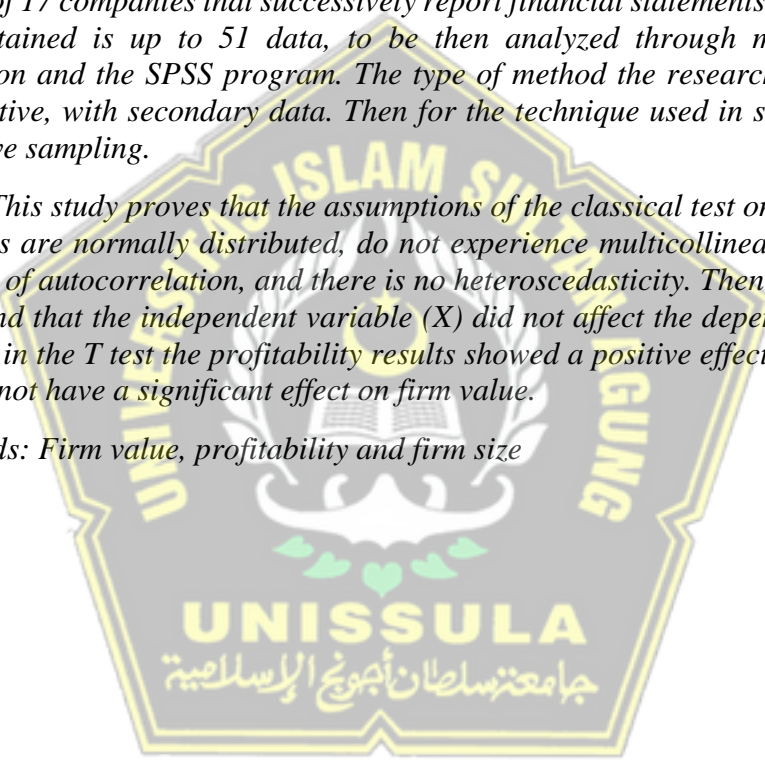 of 17 companies that successively report financial statements
tained is up to 51 data, to be then analyzed through m
on and the SPSS program. The type of method the research
tive, with secondary data. Then for the technique used in s
ve sampling.
This study proves that the assumptions of the classical test on
s are normally distributed, do not experience multicollined
of autocorrelation, and there is no heteroscedasticity. Then
nd that the independent variable (X) did not affect the depen
in the T test the profitability results showed a positive effect
not have a significant effect on firm value.
ds: Firm value, profitability and firm size
UNIVERSITAS ISLAM SULTAN AGUNG
UNISSULA
جامعتسلطان أجونج الإسلامية